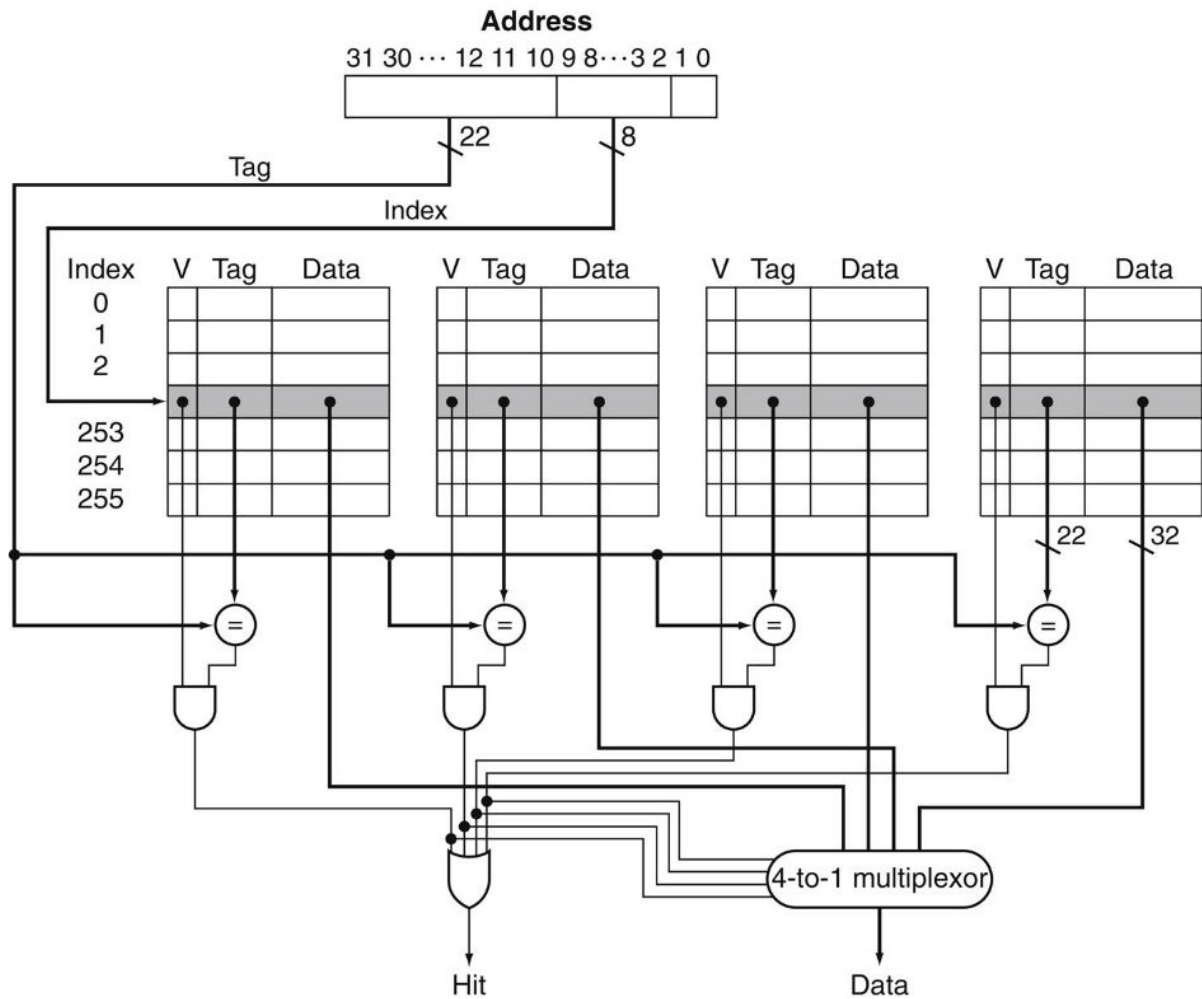 Address
31 30 ··· 12 11 10 9 8···3 2 1 0
22 8
Tag
Index
Index V Tag Data V Tag Data V Tag Data V Tag Data
0
1
2
253
254
255
22 32
= = = =
4-to-1 multiplexor
Hit Data